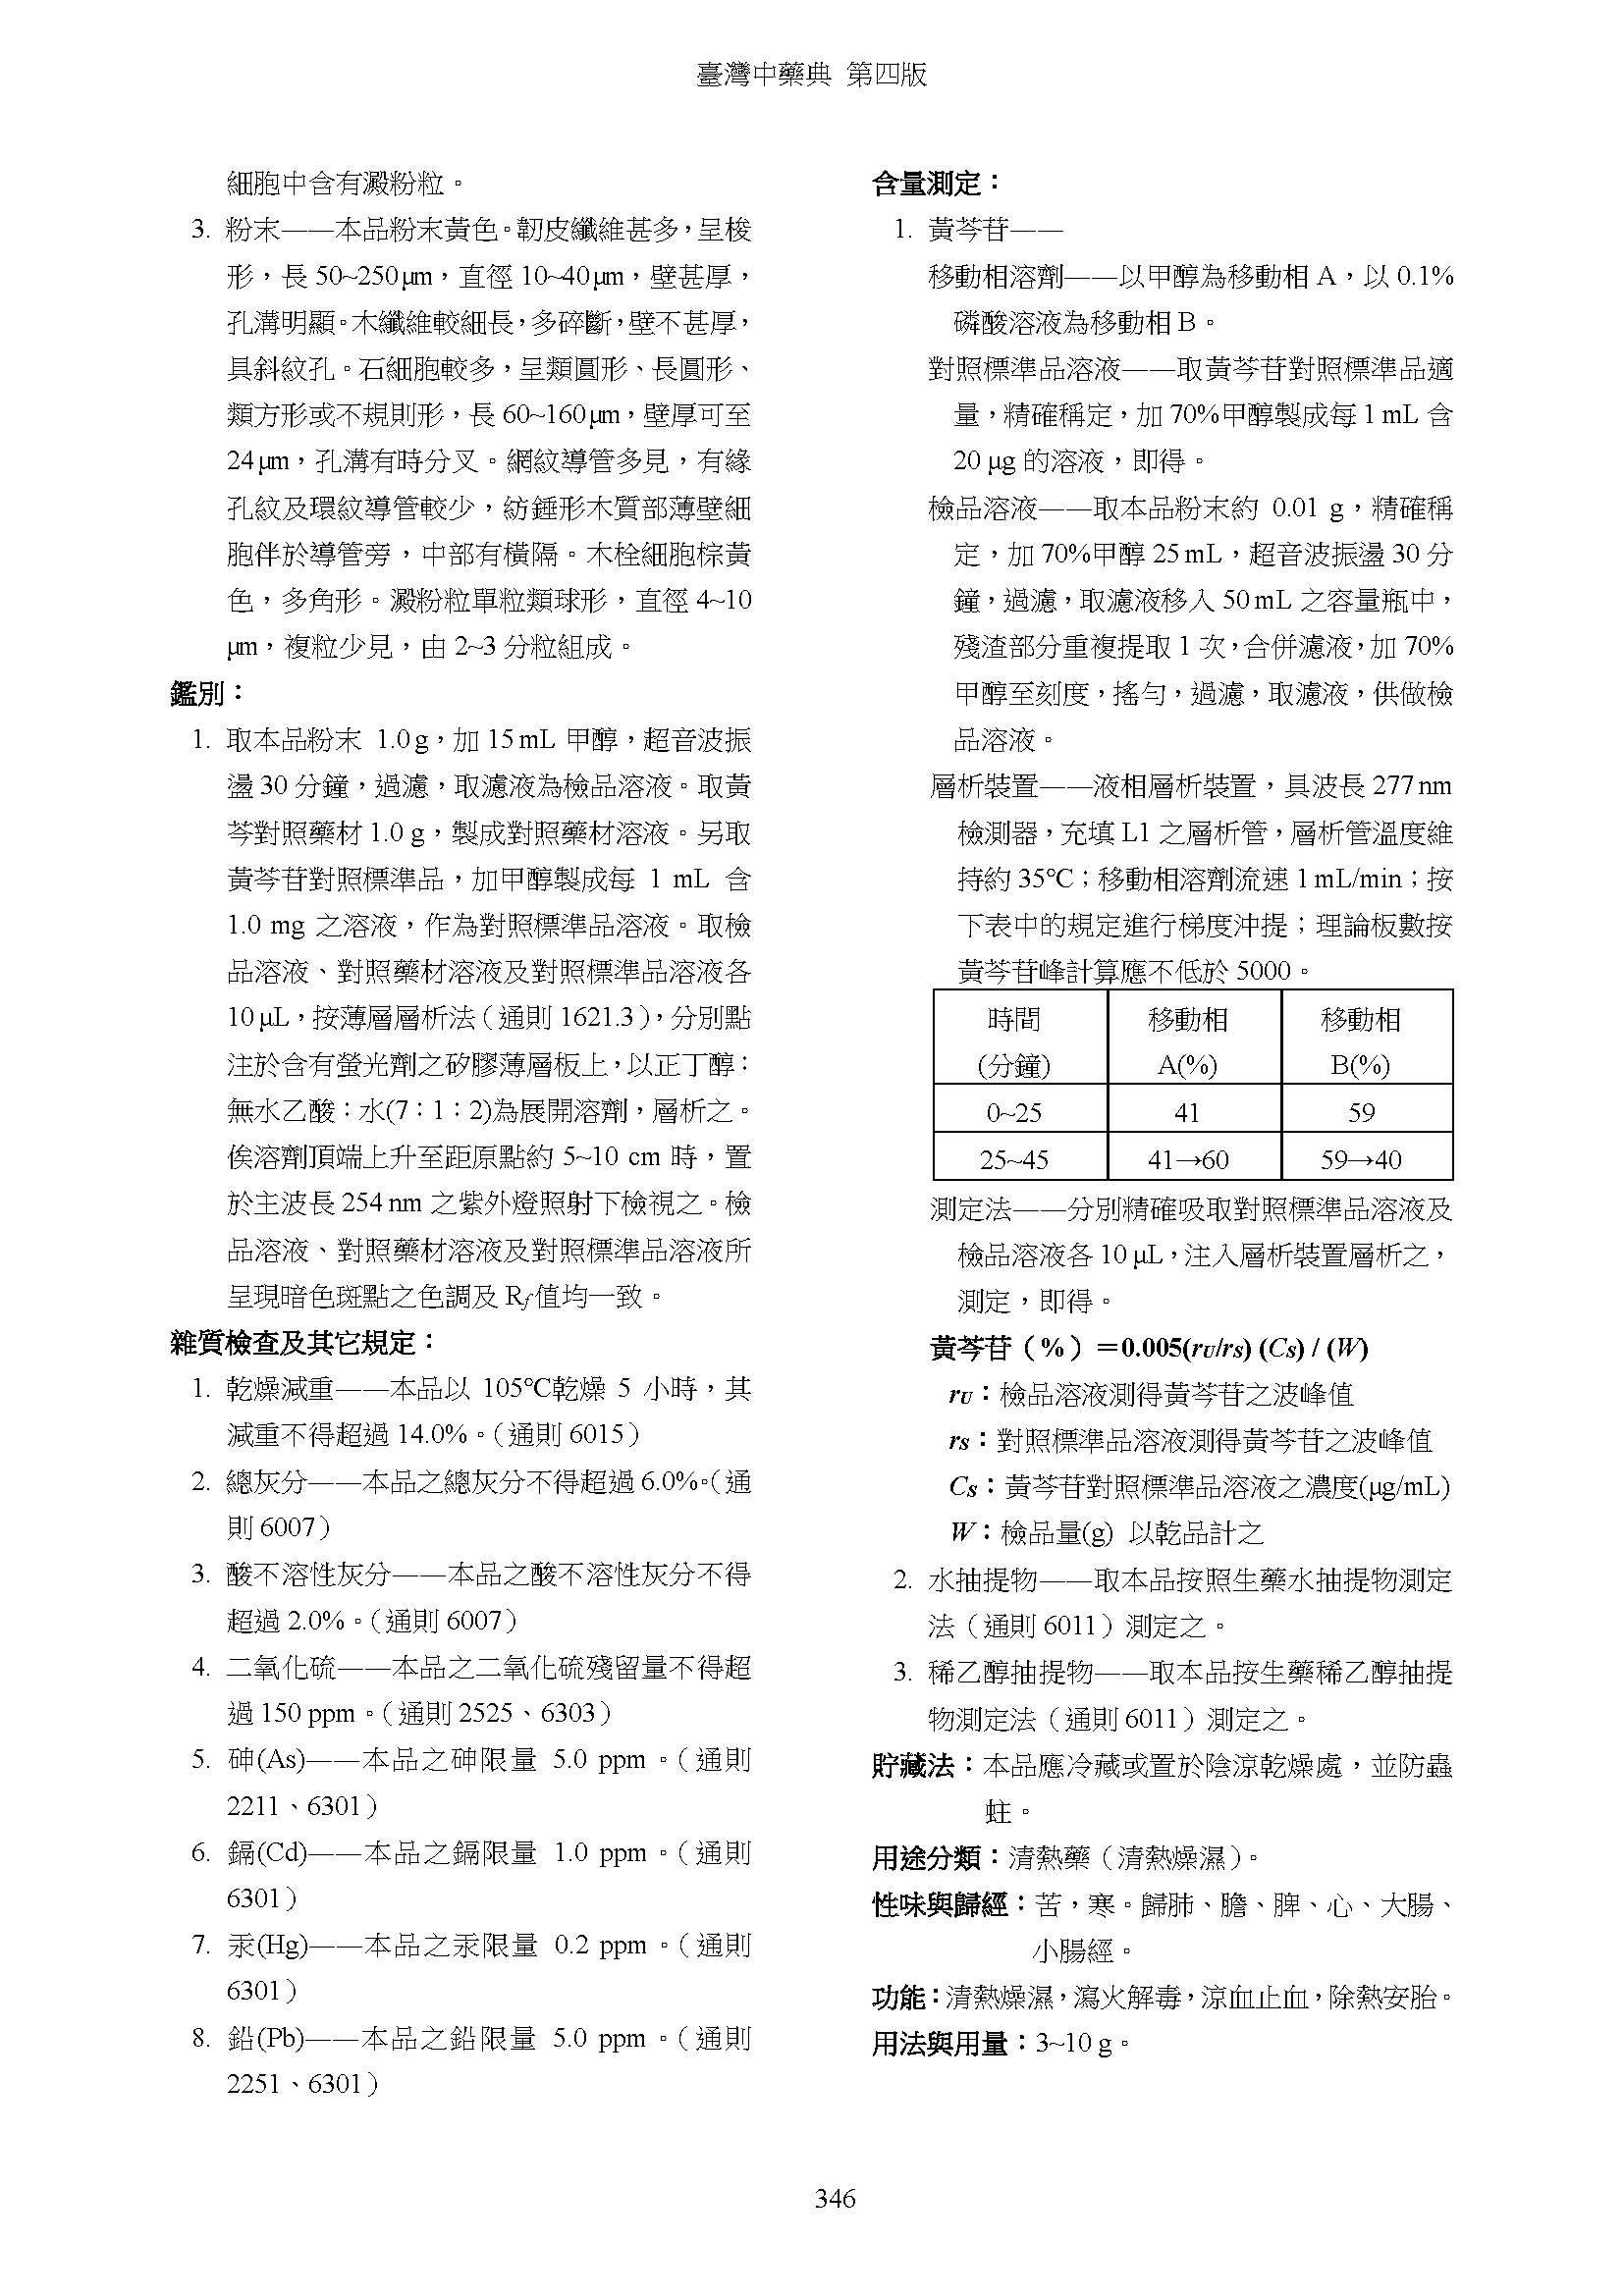 臺灣中藥典 第四版
細胞中含有澱粉粒。
3. 粉末——本品粉末黃色。韌皮纖維甚多，呈梭
形，長 50~250 μm，直徑 10~40 μm，壁甚厚，
孔溝明顯。木纖維較細長，多碎斷，壁不甚厚，
具斜紋孔。石細胞較多，呈類圓形、長圓形、
類方形或不規則形，長 60~160 μm，壁厚可至
24 μm，孔溝有時分叉。網紋導管多見，有緣
孔紋及環紋導管較少，紡錘形木質部薄壁細
胞伴於導管旁，中部有橫隔。木栓細胞棕黃
色，多角形。澱粉粒單粒類球形，直徑 4~10
μm，複粒少見，由 2~3 分粒組成。
鑑別：
1. 取本品粉末 1.0 g，加 15 mL 甲醇，超音波振
盪 30 分鐘，過濾，取濾液為檢品溶液。取黃
芩對照藥材 1.0 g，製成對照藥材溶液。另取
黃芩苷對照標準品，加甲醇製成每 1 mL 含
1.0 mg 之溶液，作為對照標準品溶液。取檢
品溶液、對照藥材溶液及對照標準品溶液各
10 μL，按薄層層析法（通則 1621.3），分別點
注於含有螢光劑之矽膠薄層板上，以正丁醇：
無水乙酸：水(7：1：2)為展開溶劑，層析之。
俟溶劑頂端上升至距原點約 5~10 cm 時，置
於主波長 254 nm 之紫外燈照射下檢視之。檢
品溶液、對照藥材溶液及對照標準品溶液所
呈現暗色斑點之色調及 Rf 值均一致。
雜質檢查及其它規定：
1. 乾燥減重——本品以 105℃乾燥 5 小時，其
減重不得超過 14.0%。（通則 6015）
2. 總灰分——本品之總灰分不得超過 6.0%。（通
則 6007）
3. 酸不溶性灰分——本品之酸不溶性灰分不得
超過 2.0%。（通則 6007）
4. 二氧化硫——本品之二氧化硫殘留量不得超
過 150 ppm。（通則 2525、6303）
5. 砷(As)——本品之砷限量 5.0 ppm。（通則
2211、6301）
6. 鎘(Cd)——本品之鎘限量 1.0 ppm。（通則
6301）
7. 汞(Hg)——本品之汞限量 0.2 ppm。（通則
6301）
8. 鉛(Pb)——本品之鉛限量 5.0 ppm。（通則
2251、6301）
含量測定：
1. 黃芩苷——
移動相溶劑——以甲醇為移動相 A，以 0.1%
磷酸溶液為移動相 B。
對照標準品溶液——取黃芩苷對照標準品適
量，精確稱定，加 70%甲醇製成每 1 mL 含
20 μg 的溶液，即得。
檢品溶液——取本品粉末約 0.01 g，精確稱
定，加 70%甲醇 25 mL，超音波振盪 30 分
鐘，過濾，取濾液移入 50 mL 之容量瓶中，
殘渣部分重複提取 1 次，合併濾液，加 70%
甲醇至刻度，搖勻，過濾，取濾液，供做檢
品溶液。
層析裝置——液相層析裝置，具波長 277 nm
檢測器，充填 L1 之層析管，層析管溫度維
持約 35℃；移動相溶劑流速 1 mL/min；按
下表中的規定進行梯度沖提；理論板數按
黃芩苷峰計算應不低於 5000。
時間 移動相 移動相
(分鐘) A(%) B(%)
0~25 41 59
25~45 41→60 59→40
測定法——分別精確吸取對照標準品溶液及
檢品溶液各 10 μL，注入層析裝置層析之，
測定，即得。
黃芩苷（%）＝0.005(rU/rS) (CS) / (W)
rU：檢品溶液測得黃芩苷之波峰值
rS：對照標準品溶液測得黃芩苷之波峰值
CS：黃芩苷對照標準品溶液之濃度(μg/mL)
W：檢品量(g) 以乾品計之
2. 水抽提物——取本品按照生藥水抽提物測定
法（通則 6011）測定之。
3. 稀乙醇抽提物——取本品按生藥稀乙醇抽提
物測定法（通則 6011）測定之。
貯藏法：本品應冷藏或置於陰涼乾燥處，並防蟲
蛀。
用途分類：清熱藥（清熱燥濕）。
性味與歸經：苦，寒。歸肺、膽、脾、心、大腸、
小腸經。
功能：清熱燥濕，瀉火解毒，涼血止血，除熱安胎。
用法與用量：3~10 g。
346